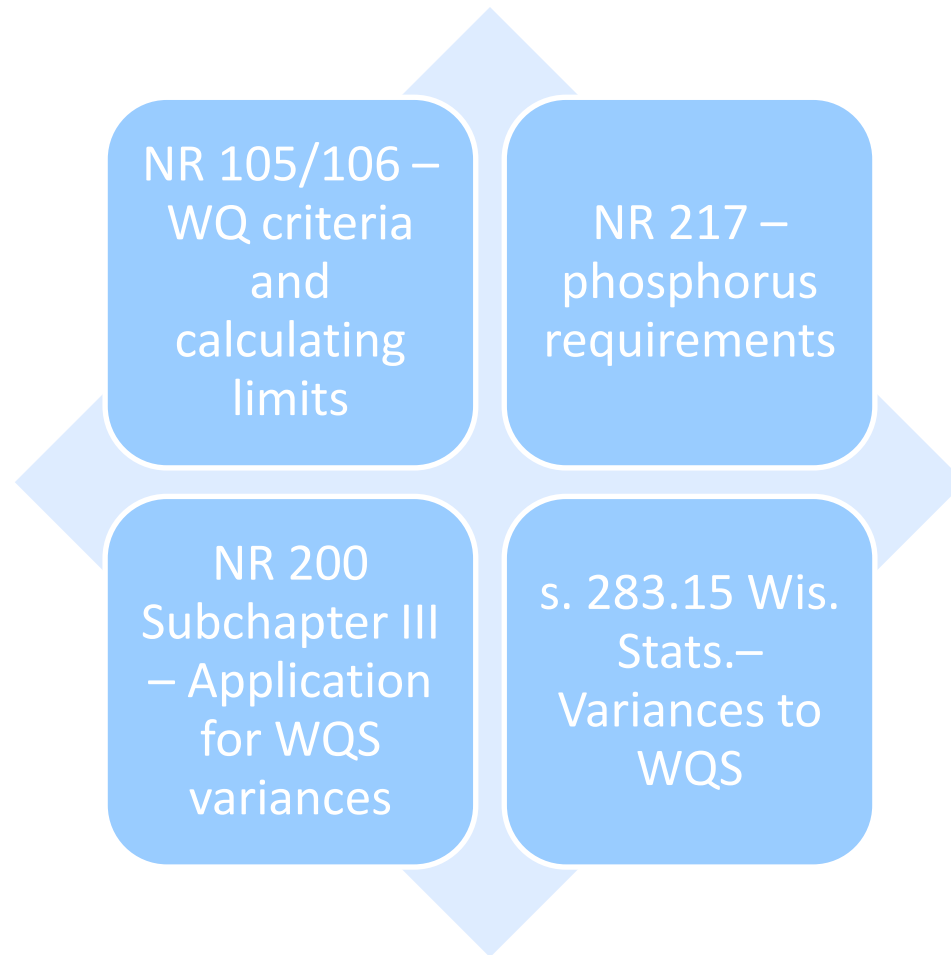 NR 105/106 –
WQ criteria
and
calculating
limits
NR 217 –
phosphorus
requirements
NR 200
Subchapter III
– Application
for WQS
variances
s. 283.15 Wis.
Stats.–
Variances to
WQS